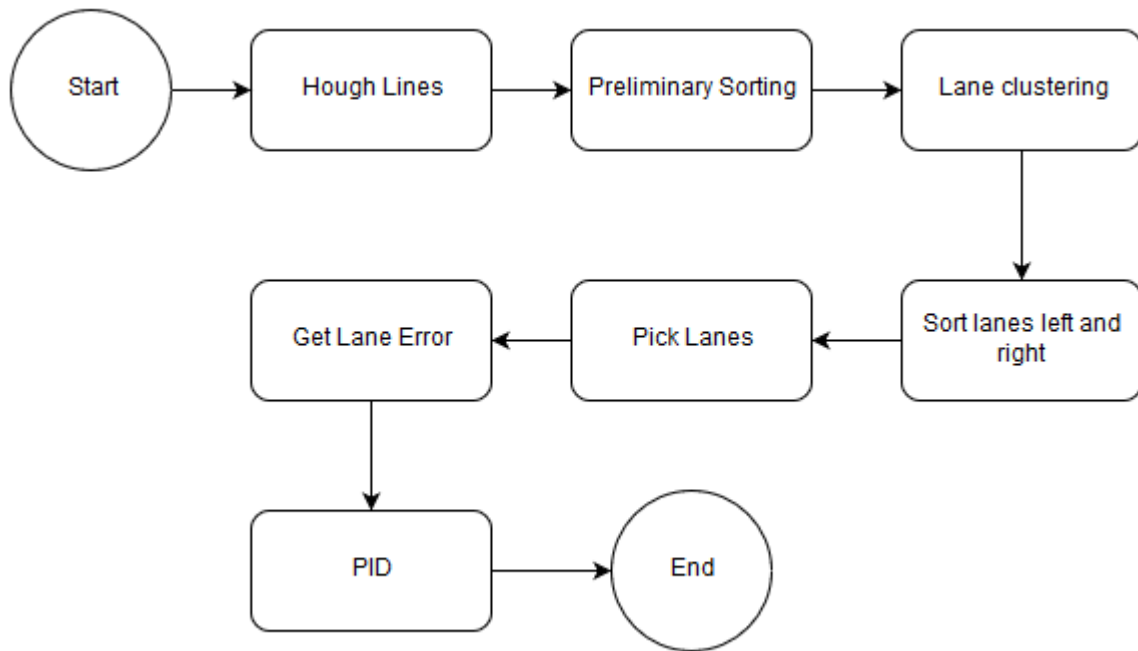 Start
Hough Lines
Preliminary Sorting
Lane clustering
Sort lanes left and
right
Pick Lanes
Get Lane Error
PID
End